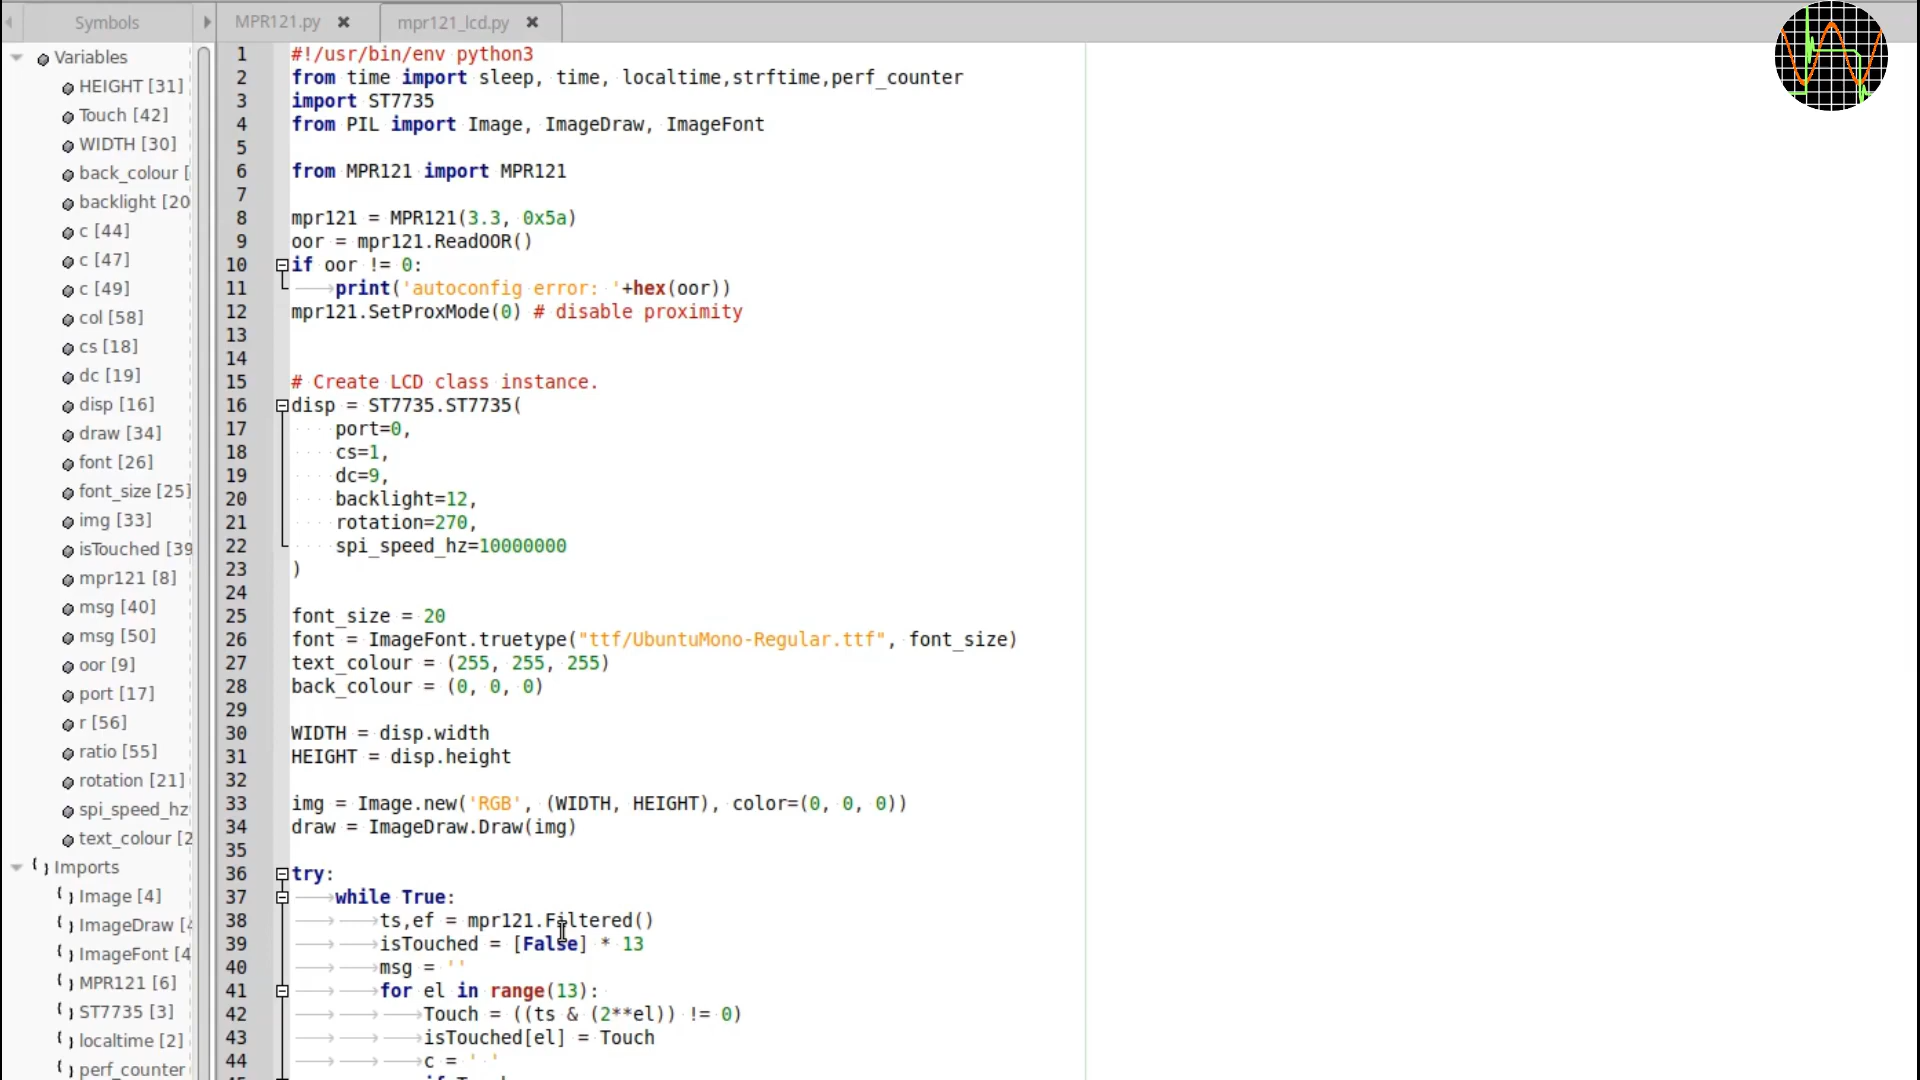 Symbols
MPR121.py
mpr121_lcd.py
Variables
HEIGHT [31]
Touch [42]
WIDTH [30]
back_colour [
backlight [20
c [44]
c [47]
c [49]
col [58]
cs [18]
dc [19]
disp [16]
draw [34]
font [26]
font_size [25]
img [33]
isTouched [39
mpr121 [8]
msg [40]
msg [50]
oor [9]
port [17]
r [56]
ratio [55]
rotation [21]
spi_speed_hz
text_colour [2
Imports
Image [4]
ImageDraw [4
ImageFont [4
MPR121 [6]
ST7735 [3]
localtime [2]
perf_counter
1 #!/usr/bin/env python3
2 from time import sleep, time, localtime,strftime,perf_counter
3 import ST7735
4 from PIL import Image, ImageDraw, ImageFont
5
6 from MPR121 import MPR121
7
8 mpr121 = MPR121(3.3, 0x5a)
9 oor = mpr121.ReadOOR()
10 if oor != 0:
11 print('autoconfig error: '+hex(oor))
12 mpr121.SetProxMode(0) # disable proximity
13
14
15 # Create LCD class instance.
16 disp = ST7735.ST7735(
17 port=0,
18 cs=1,
19 dc=9,
20 backlight=12,
21 rotation=270,
22 spi_speed_hz=10000000
23 )
24
25 font_size = 20
26 font = ImageFont.truetype("ttf/UbuntuMono-Regular.ttf", font_size)
27 text_colour = (255, 255, 255)
28 back_colour = (0, 0, 0)
29
30 WIDTH = disp.width
31 HEIGHT = disp.height
32
33 img = Image.new('RGB', (WIDTH, HEIGHT), color=(0, 0, 0))
34 draw = ImageDraw.Draw(img)
35
36 try:
37 while True:
38 ts,ef = mpr121.Filtered()
39 isTouched = [False] * 13
40 msg = ''
41 for el in range(13):
42 Touch = ((ts & (2**el)) != 0)
43 isTouched[el] = Touch
44 c = ' '